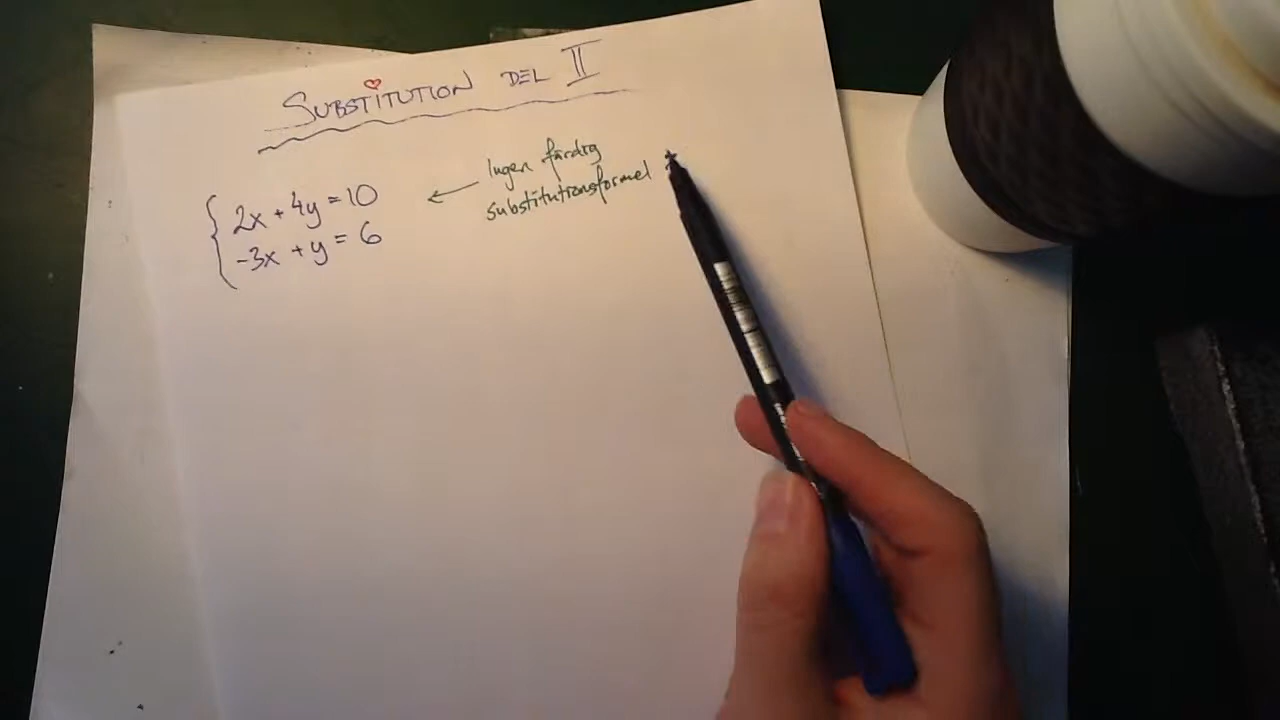 SUBSTITUTION DEL II
Ingen färdig
substitutionsformel
2x + 4y = 10
-3x + y = 6